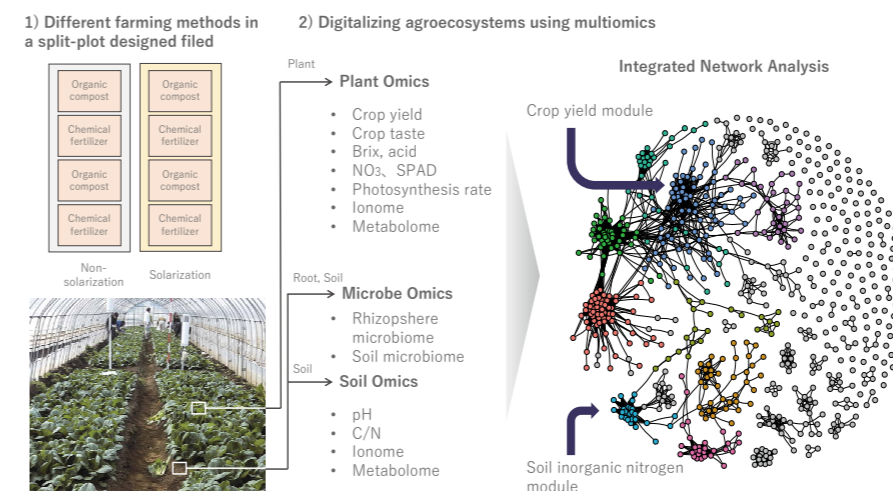 1) Different farming methods in
a split-plot designed filed
2) Digitalizing agroecosystems using multiomics
Organic
compost
Organic
compost
Chemical
fertilizer
Chemical
fertilizer
Organic
compost
Organic
compost
Chemical
fertilizer
Chemical
fertilizer
Non-
solarization
Solarization
Plant
Plant Omics
• Crop yield
• Crop taste
• Brix, acid
• NO₃、SPAD
• Photosynthesis rate
• Ionome
• Metabolome
Root, Soil
Microbe Omics
• Rhizopshere
microbiome
• Soil microbiome
Soil
Soil Omics
• pH
• C/N
• Ionome
• Metabolome
Integrated Network Analysis
Crop yield module
Soil inorganic nitrogen
module